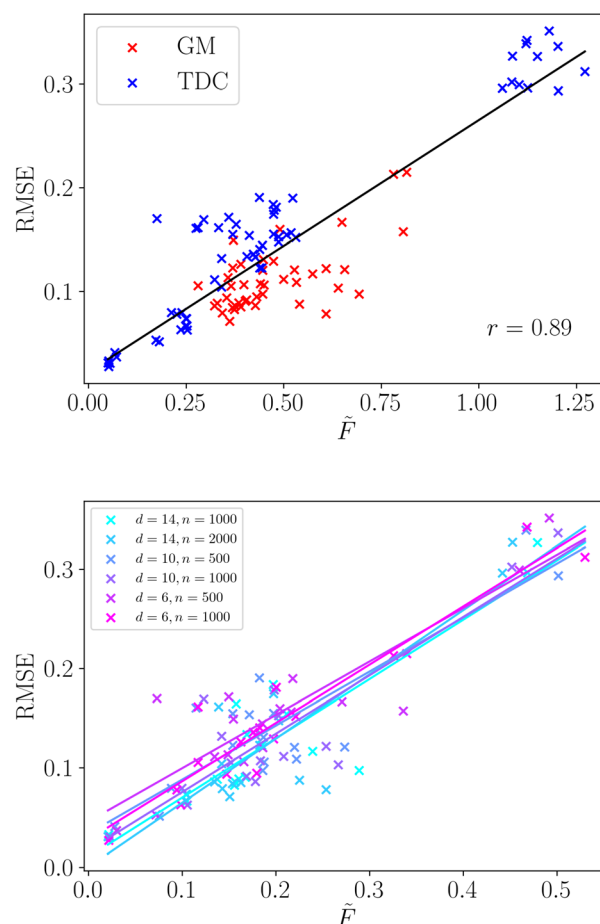 GM
TDC
0.3
0.2
0.1
RMSE
r = 0.89
0.00 0.25 0.50 0.75 1.00 1.25
F̃
d = 14, n = 1000
d = 14, n = 2000
d = 10, n = 500
d = 10, n = 1000
d = 6, n = 500
d = 6, n = 1000
0.3
0.2
0.1
0.0
RMSE
0.0 0.1 0.2 0.3 0.4 0.5
F̃